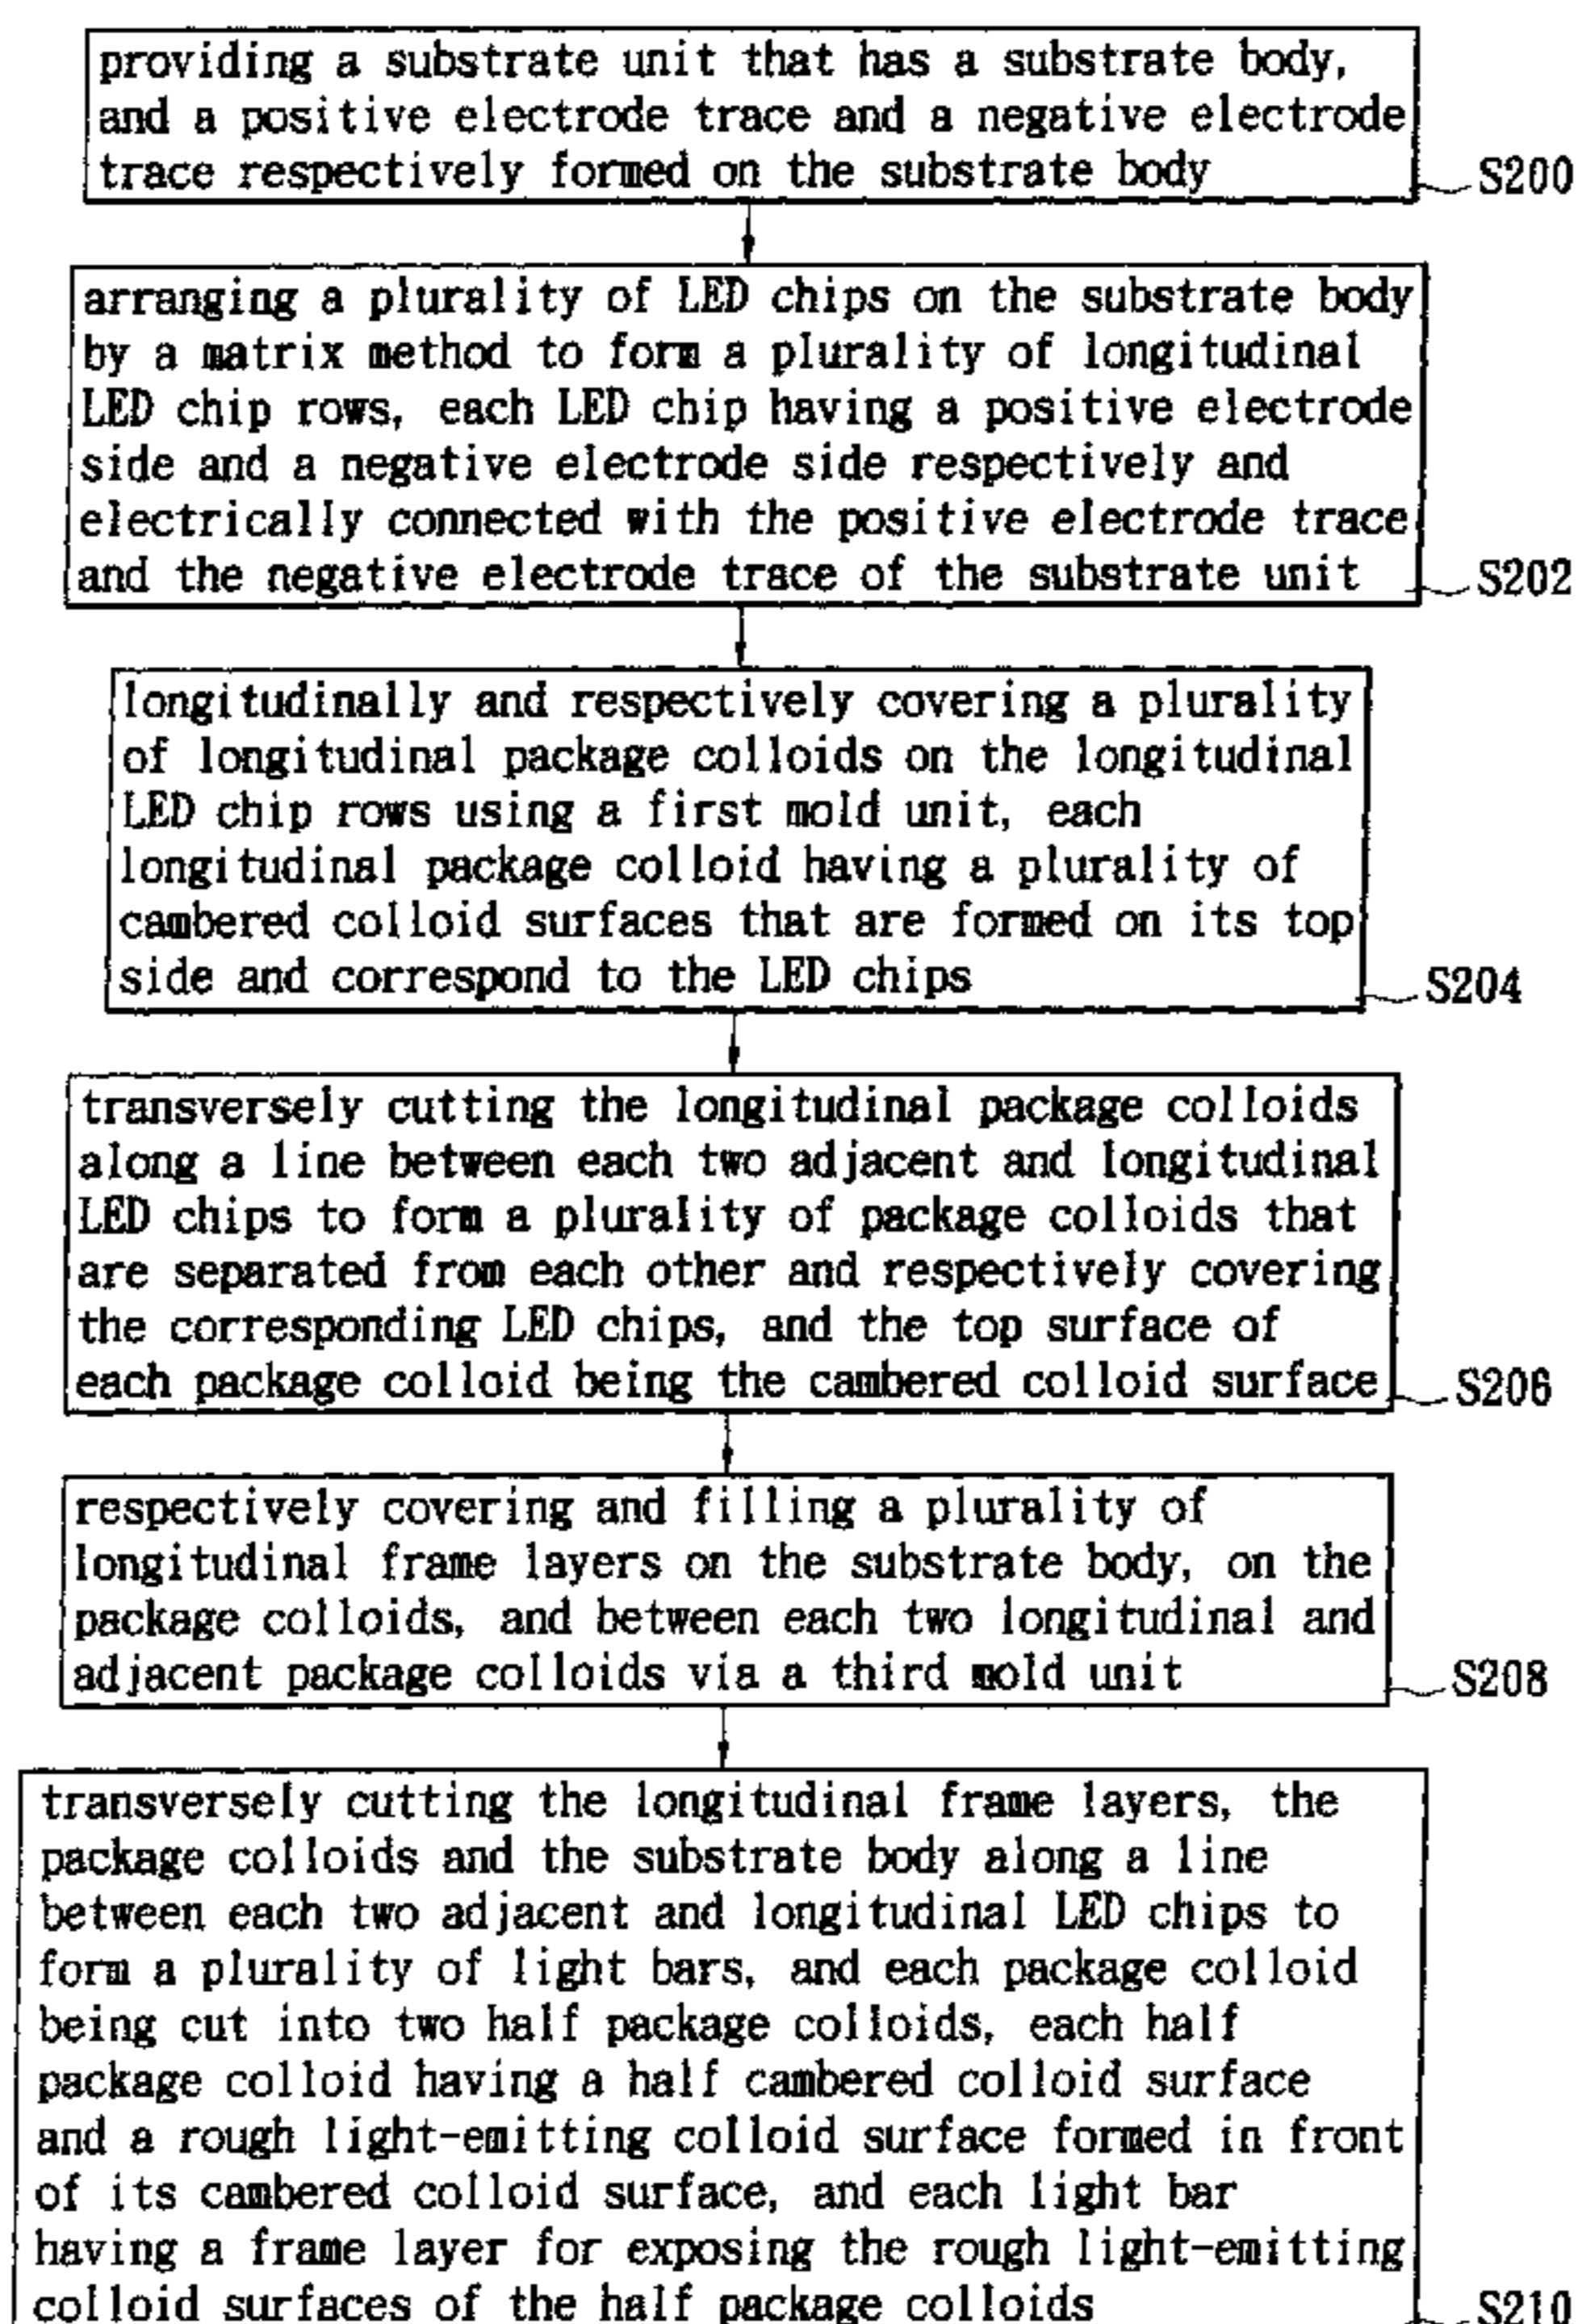 providing a substrate unit that has a substrate body,
and a positive electrode trace and a negative electrode
trace respectively formed on the substrate body
S200
arranging a plurality of LED chips on the substrate body
by a matrix method to form a plurality of longitudinal
LED chip rows, each LED chip having a positive electrode
side and a negative electrode side respectively and
electrically connected with the positive electrode trace
and the negative electrode trace of the substrate unit
S202
longitudinally and respectively covering a plurality
of longitudinal package colloids on the longitudinal
LED chip rows using a first mold unit, each
longitudinal package colloid having a plurality of
cambered colloid surfaces that are formed on its top
side and correspond to the LED chips
S204
transversely cutting the longitudinal package colloids
along a line between each two adjacent and longitudinal
LED chips to form a plurality of package colloids that
are separated from each other and respectively covering
the corresponding LED chips, and the top surface of
each package colloid being the cambered colloid surface
S206
respectively covering and filling a plurality of
longitudinal frame layers on the substrate body, on the
package colloids, and between each two longitudinal and
adjacent package colloids via a third mold unit
S208
transversely cutting the longitudinal frame layers, the
package colloids and the substrate body along a line
between each two adjacent and longitudinal LED chips to
form a plurality of light bars, and each package colloid
being cut into two half package colloids, each half
package colloid having a half cambered colloid surface
and a rough light-emitting colloid surface formed in front
of its cambered colloid surface, and each light bar
having a frame layer for exposing the rough light-emitting
colloid surfaces of the half package colloids
S210